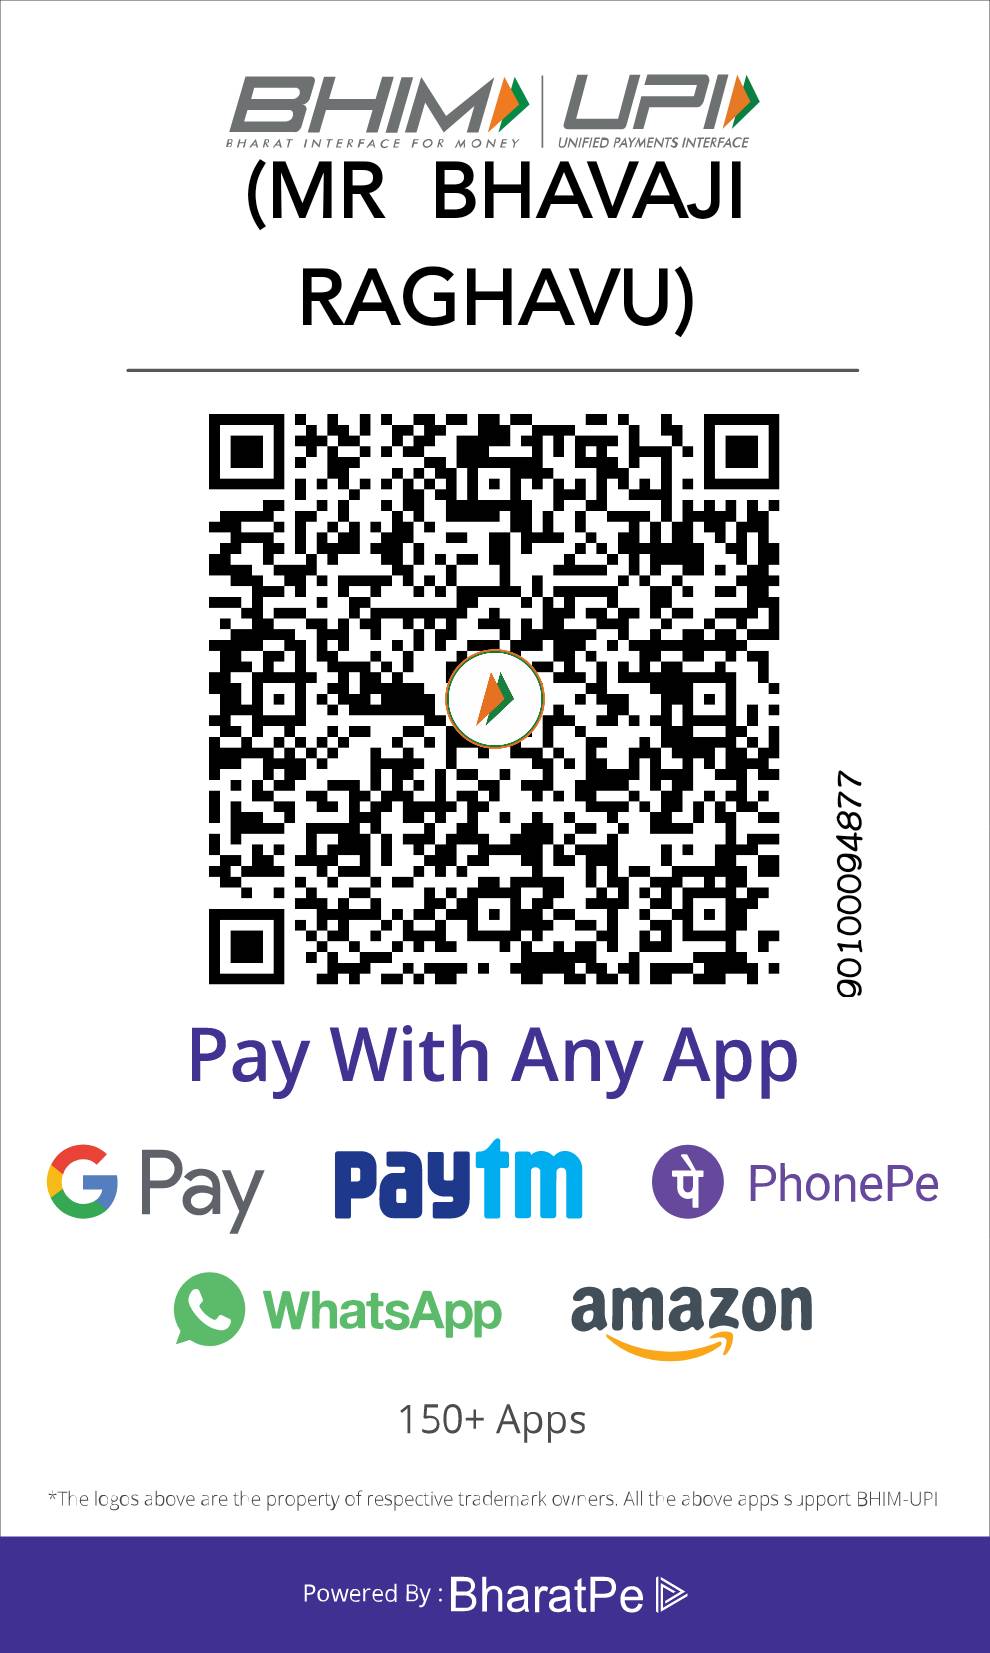 BHIM UPI
BHARAT INTERFACE FOR MONEY UNIFIED PAYMENTS INTERFACE
(MR BHAVAJI
RAGHAVU)
9010094877
Pay With Any App
G Pay paytm पे PhonePe
WhatsApp amazon
150+ Apps
*The logos above are the property of respective trademark owners. All the above apps support BHIM-UPI
Powered By : BharatPe